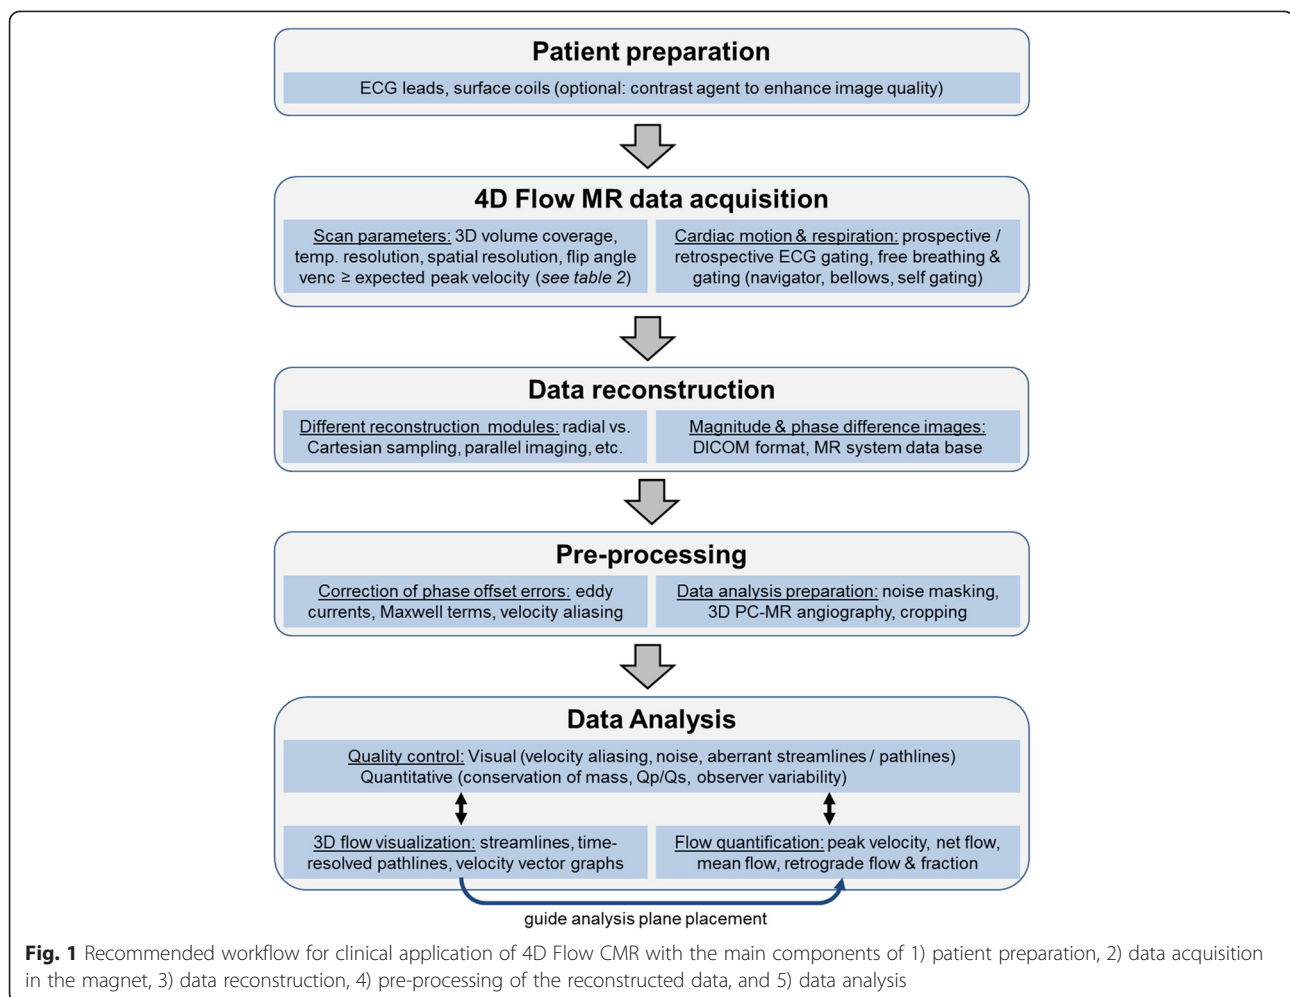 Patient preparation
ECG leads, surface coils (optional: contrast agent to enhance image quality)
4D Flow MR data acquisition
Scan parameters: 3D volume coverage,
temp. resolution, spatial resolution, flip angle
venc ≥ expected peak velocity (see table 2)
Cardiac motion & respiration: prospective /
retrospective ECG gating, free breathing &
gating (navigator, bellows, self gating)
Data reconstruction
Different reconstruction modules: radial vs.
Cartesian sampling, parallel imaging, etc.
Magnitude & phase difference images:
DICOM format, MR system data base
Pre-processing
Correction of phase offset errors: eddy
currents, Maxwell terms, velocity aliasing
Data analysis preparation: noise masking,
3D PC-MR angiography, cropping
Data Analysis
Quality control: Visual (velocity aliasing, noise, aberrant streamlines / pathlines)
Quantitative (conservation of mass, Qp/Qs, observer variability)
3D flow visualization: streamlines, time-
resolved pathlines, velocity vector graphs
Flow quantification: peak velocity, net flow,
mean flow, retrograde flow & fraction
guide analysis plane placement
Fig. 1 Recommended workflow for clinical application of 4D Flow CMR with the main components of 1) patient preparation, 2) data acquisition
in the magnet, 3) data reconstruction, 4) pre-processing of the reconstructed data, and 5) data analysis